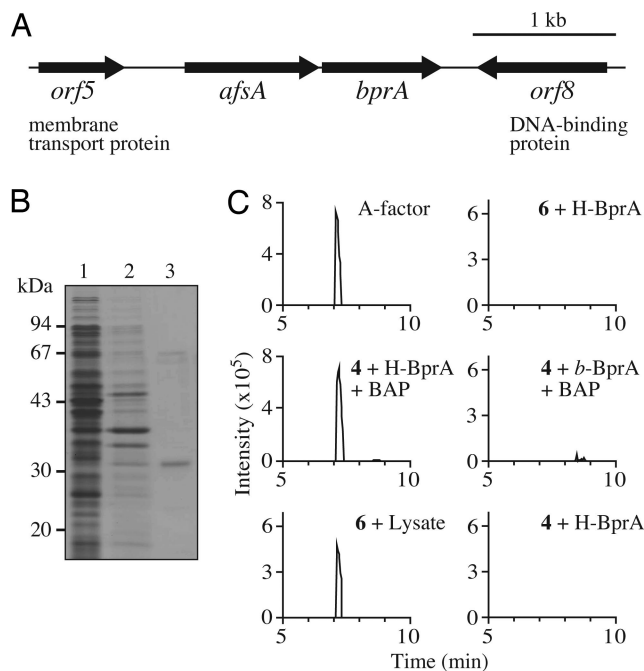 A
1 kb
orf5
afsA
bprA
orf8
membrane
transport protein
DNA-binding
protein
B
1 2 3
kDa
94
67
43
30
20
C
Intensity (x10⁵)
8
4
0
A-factor
5 10
6
3
0
6 + H-BprA
5 10
8
4
0
4 + H-BprA
+ BAP
5 10
6
3
0
4 + b-BprA
+ BAP
5 10
6
3
0
6 + Lysate
5 10
6
3
0
4 + H-BprA
5 10
Time (min)